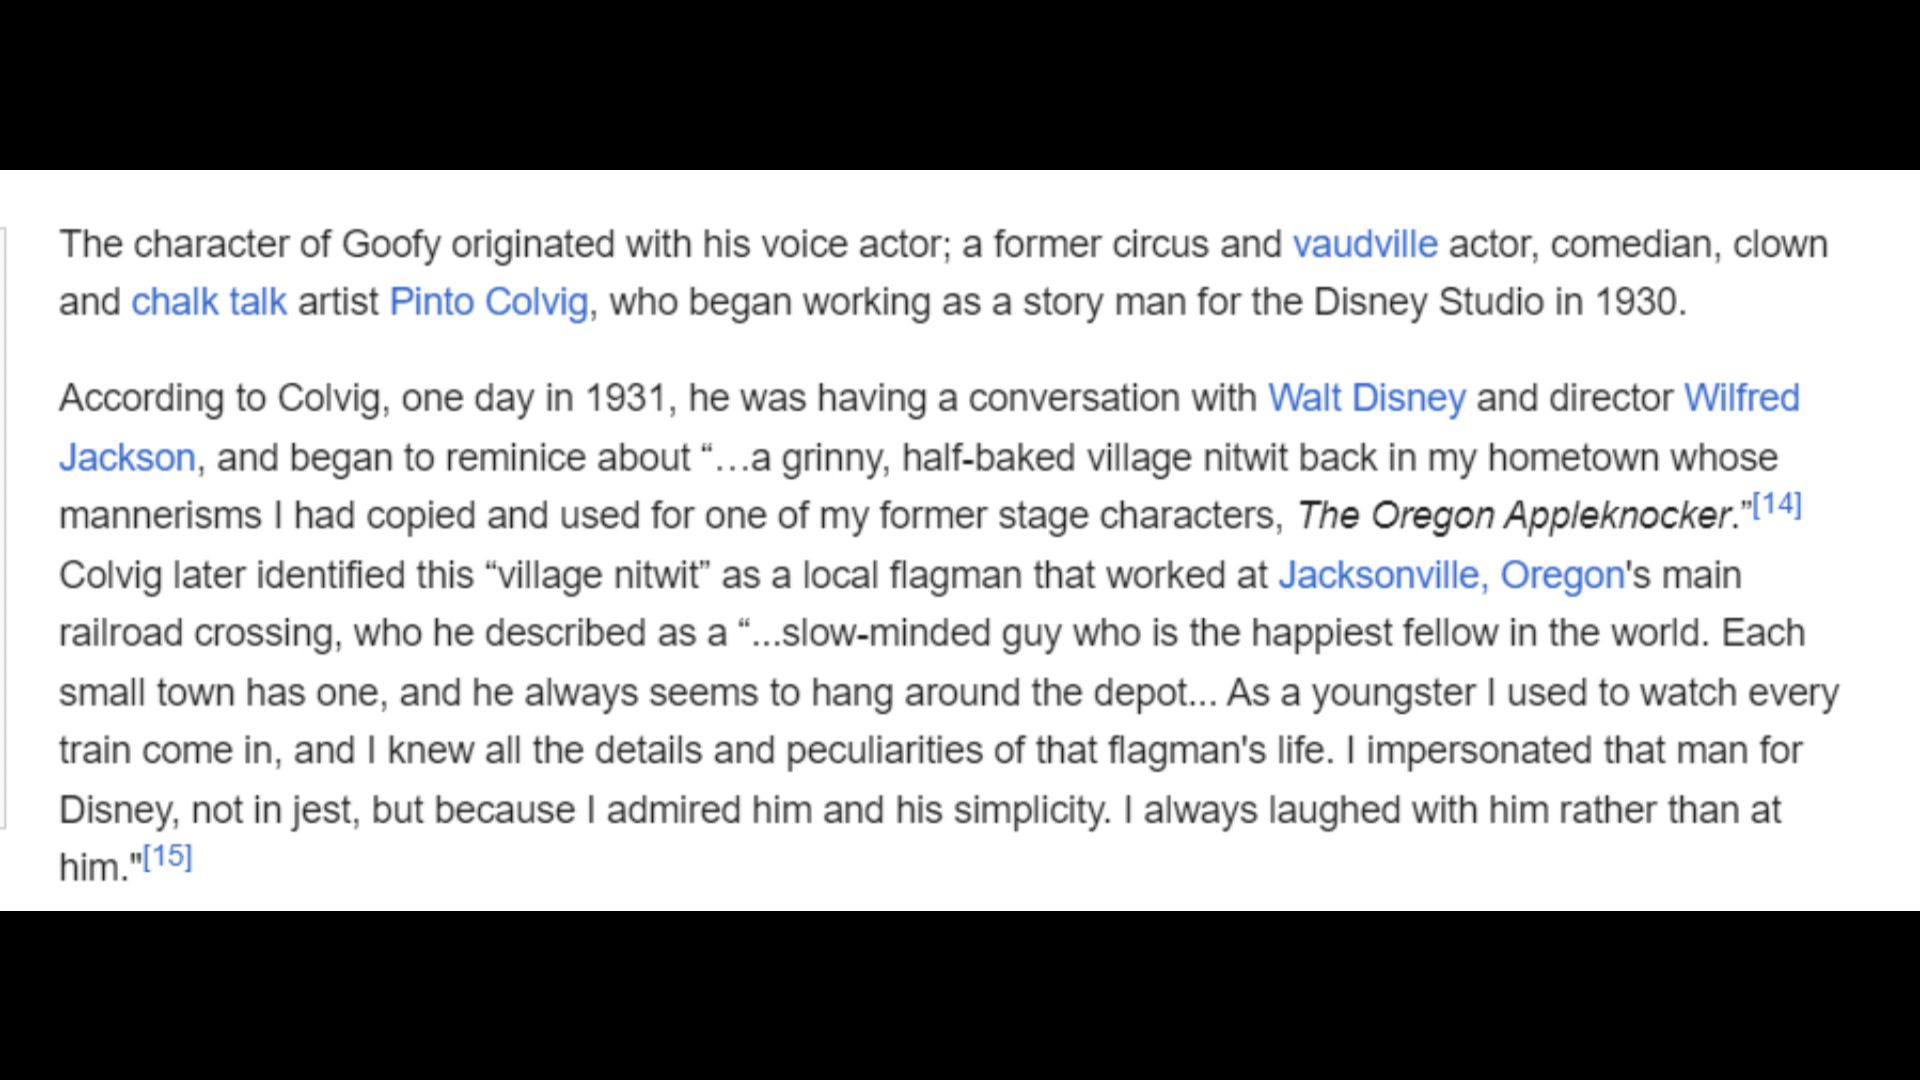 The character of Goofy originated with his voice actor; a former circus and vaudville actor, comedian, clown
and chalk talk artist Pinto Colvig, who began working as a story man for the Disney Studio in 1930.
According to Colvig, one day in 1931, he was having a conversation with Walt Disney and director Wilfred
Jackson, and began to reminice about “…a grinny, half-baked village nitwit back in my hometown whose
mannerisms I had copied and used for one of my former stage characters, The Oregon Appleknocker.”[14]
Colvig later identified this “village nitwit” as a local flagman that worked at Jacksonville, Oregon's main
railroad crossing, who he described as a “...slow-minded guy who is the happiest fellow in the world. Each
small town has one, and he always seems to hang around the depot... As a youngster I used to watch every
train come in, and I knew all the details and peculiarities of that flagman's life. I impersonated that man for
Disney, not in jest, but because I admired him and his simplicity. I always laughed with him rather than at
him."[15]